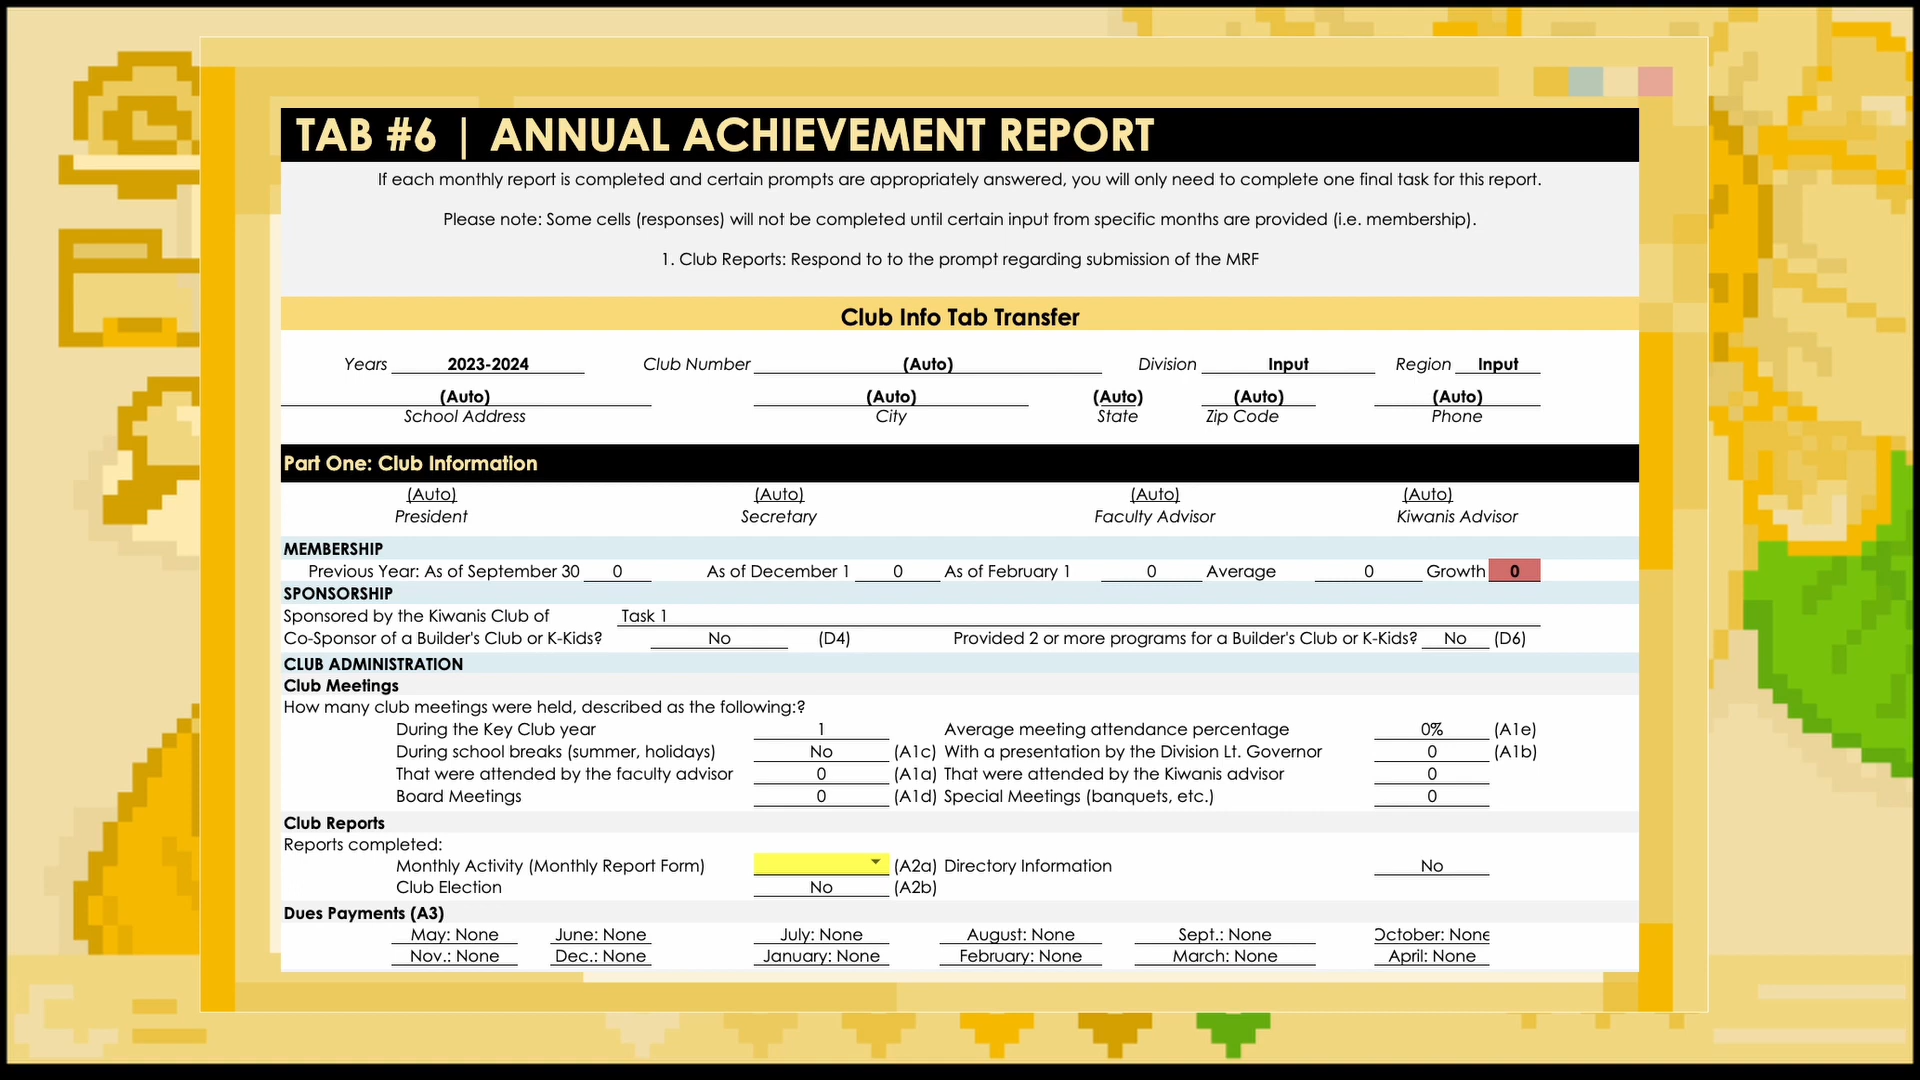 TAB #6 | ANNUAL ACHIEVEMENT REPORT
If each monthly report is completed and certain prompts are appropriately answered, you will only need to complete one final task for this report.
Please note: Some cells (responses) will not be completed until certain input from specific months are provided (i.e. membership).
1. Club Reports: Respond to to the prompt regarding submission of the MRF
Club Info Tab Transfer
Years 2023-2024 Club Number (Auto) Division Input Region Input
(Auto) (Auto) (Auto) (Auto) (Auto)
School Address City State Zip Code Phone
Part One: Club Information
(Auto) (Auto) (Auto) (Auto)
President Secretary Faculty Advisor Kiwanis Advisor
MEMBERSHIP
Previous Year: As of September 30 0 As of December 1 0 As of February 1 0 Average 0 Growth 0
SPONSORSHIP
Sponsored by the Kiwanis Club of Task 1
Co-Sponsor of a Builder's Club or K-Kids? No (D4) Provided 2 or more programs for a Builder's Club or K-Kids? No (D6)
CLUB ADMINISTRATION
Club Meetings
How many club meetings were held, described as the following:?
During the Key Club year 1 Average meeting attendance percentage 0% (A1e)
During school breaks (summer, holidays) No (A1c) With a presentation by the Division Lt. Governor 0 (A1b)
That were attended by the faculty advisor 0 (A1a) That were attended by the Kiwanis advisor 0
Board Meetings 0 (A1d) Special Meetings (banquets, etc.) 0
Club Reports
Reports completed:
Monthly Activity (Monthly Report Form) (A2a) Directory Information No
Club Election No (A2b)
Dues Payments (A3)
May: None June: None July: None August: None Sept.: None October: None
Nov.: None Dec.: None January: None February: None March: None April: None